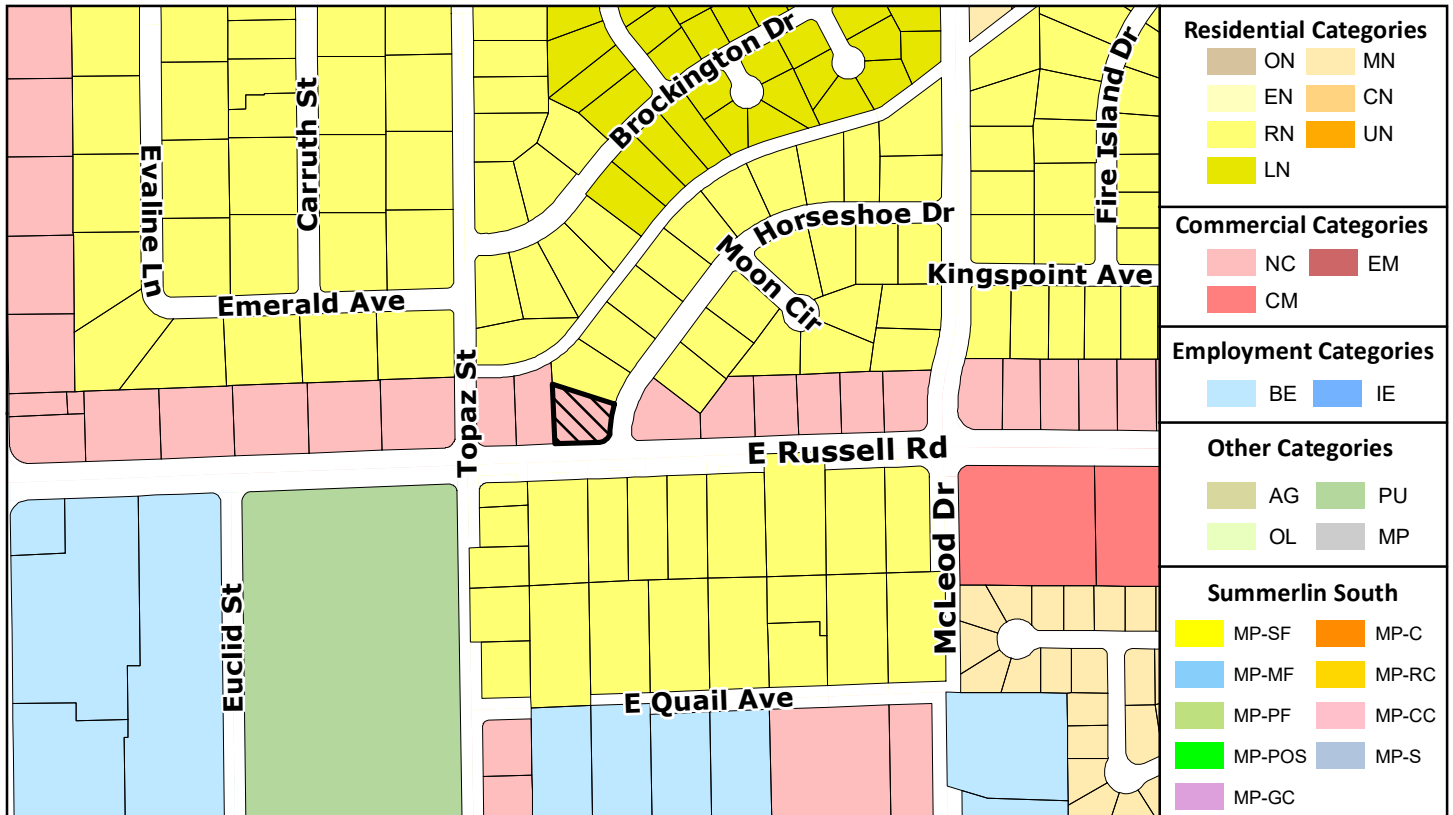 Brockington Dr
Fire Island Dr
Carruth St
Evaline Ln
Horseshoe Dr
Moon Cir
Kingspoint Ave
Emerald Ave
Topaz St
E Russell Rd
McLeod Dr
Euclid St
E Quail Ave
Residential Categories
ON MN
EN CN
RN UN
LN
Commercial Categories
NC EM
CM
Employment Categories
BE IE
Other Categories
AG PU
OL MP
Summerlin South
MP-SF MP-C
MP-MF MP-RC
MP-PF MP-CC
MP-POS MP-S
MP-GC